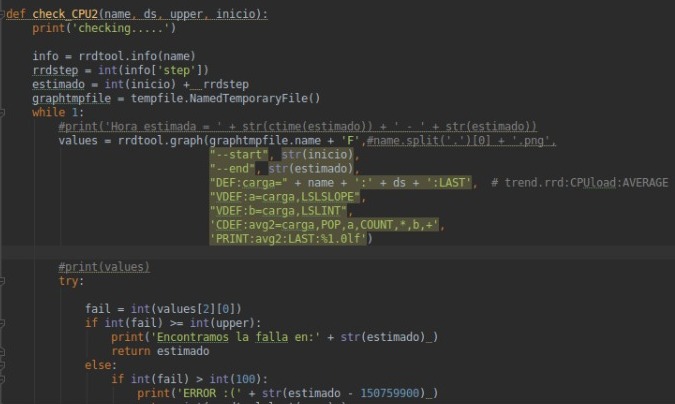 def check_CPU2(name, ds, upper, inicio):
print('checking.....')
info = rrdtool.info(name)
rrdstep = int(info['step'])
estimado = int(inicio) + rrdstep
graphtmpfile = tempfile.NamedTemporaryFile()
while 1:
#print('Hora estimada = ' + str(ctime(estimado)) + ' - ' + str(estimado))
values = rrdtool.graph(graphtmpfile.name + 'F',#name.split('.')[0] + '.png',
"--start", str(inicio),
"--end", str(estimado),
"DEF:carga=" + name + ':' + ds + ':LAST',  # trend.rrd:CPUload:AVERAGE
"VDEF:a=carga,LSLSLOPE",
"VDEF:b=carga,LSLINT",
'CDEF:avg2=carga,POP,a,COUNT,*,b,+',
'PRINT:avg2:LAST:%1.0lf')
#print(values)
try:
fail = int(values[2][0])
if int(fail) >= int(upper):
print('Encontramos la falla en:' + str(estimado) )
return estimado
else:
if int(fail) > int(100):
print('ERROR :(' + str(estimado - 150759900) )